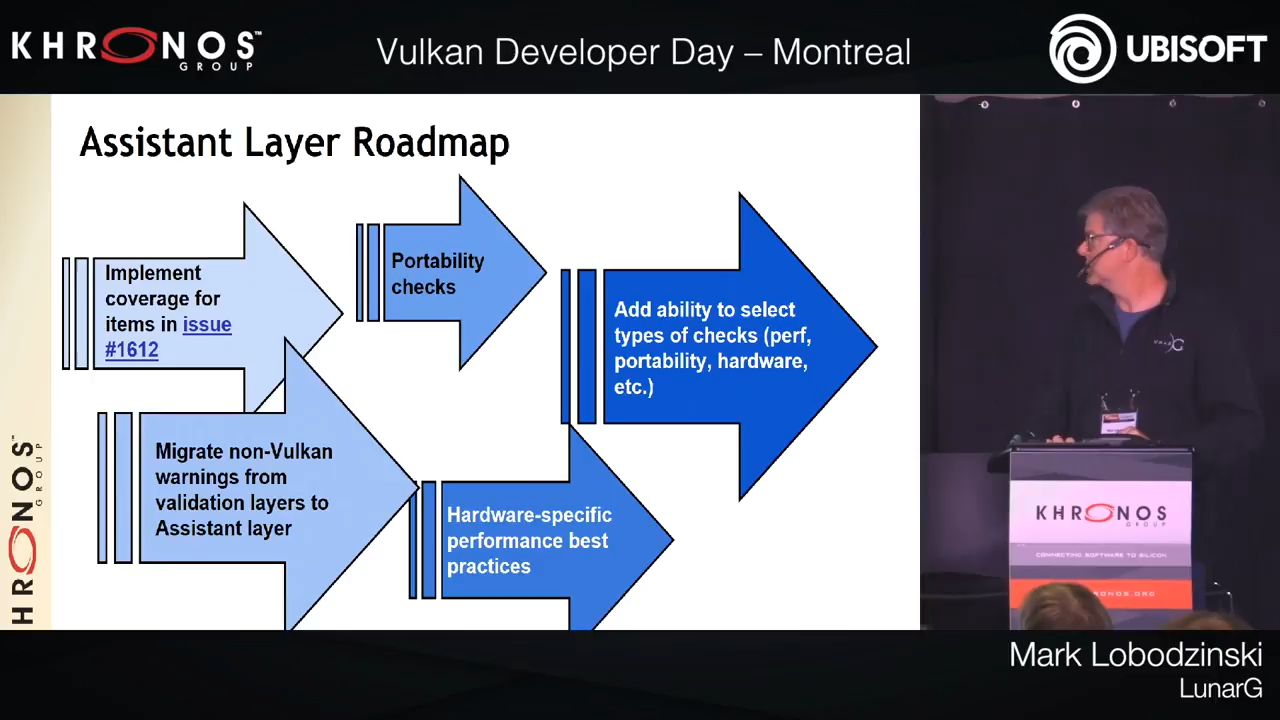 KHRONOS™
GROUP
Vulkan Developer Day – Montreal
UBISOFT
Assistant Layer Roadmap
Implement
coverage for
items in issue
#1612
Portability
checks
Add ability to select
types of checks (perf,
portability, hardware,
etc.)
Migrate non-Vulkan
warnings from
validation layers to
Assistant layer
Hardware-specific
performance best
practices
KHRONOS™
GROUP
KHRONOS
GROUP
CONNECTING SOFTWARE TO SILICON
Mark Lobodzinski
LunarG